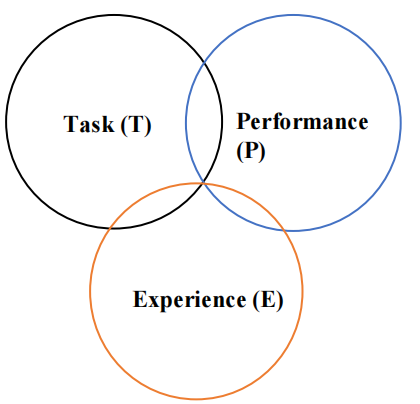 Task (T)
Performance
(P)
Experience (E)